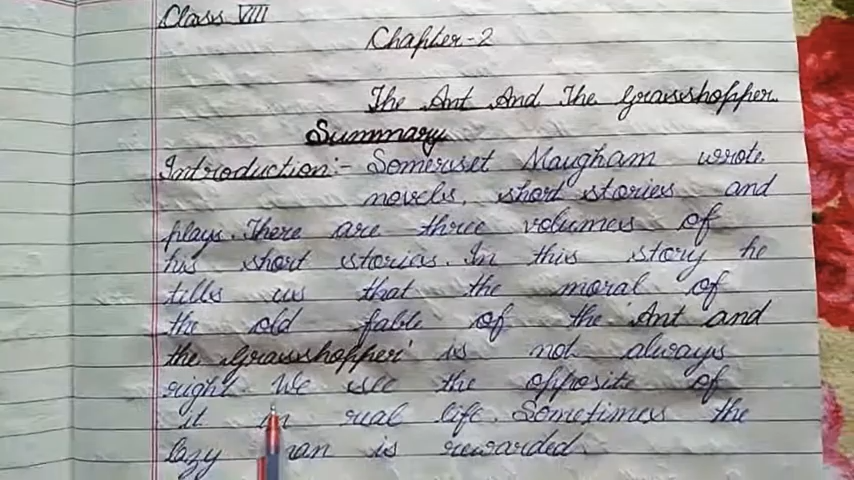 Class VIII
Chapter-2
The Ant And The Grasshopper
Summary
Introduction:- Somerset Maugham wrote
novels, short stories and
plays. There are three volumes of
his short stories. In this story he
tells us that the moral of
the old fable of the Ant and
the Grasshopper' is not always
right. We see the opposite of
it in real life. Sometimes the
lazy man is rewarded.